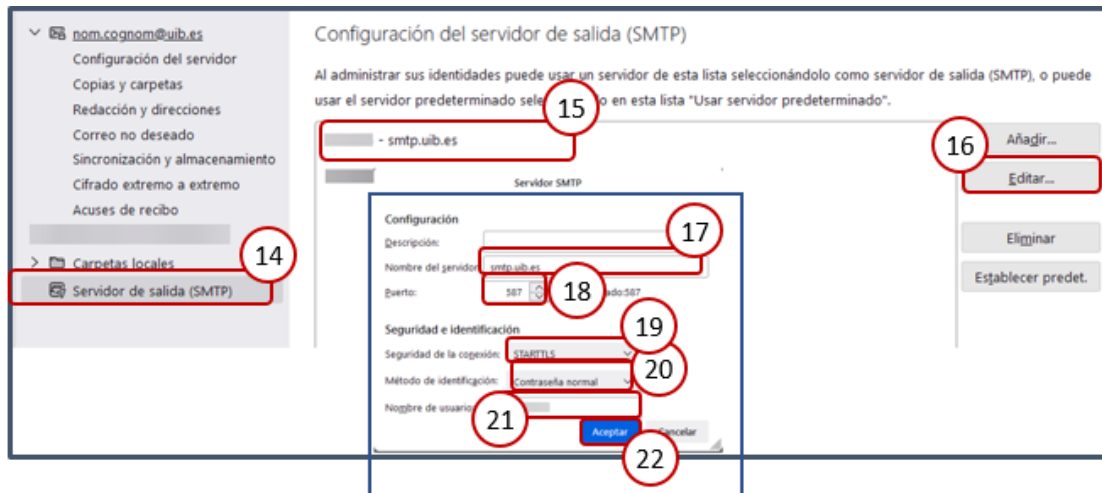 nom.cognom@uib.es
Configuración del servidor
Copias y carpetas
Redacción y direcciones
Correo no deseado
Sincronización y almacenamiento
Cifrado extremo a extremo
Acuses de recibo
14
Carpetas locales
Servidor de salida (SMTP)
Configuración del servidor de salida (SMTP)
Al administrar sus identidades puede usar un servidor de esta lista seleccionándolo como servidor de salida (SMTP), o puede
usar el servidor predeterminado sele do en esta lista "Usar servidor predeterminado".
15
- smtp.uib.es
16
Añadir...
Editar...
Eliminar
Establecer predet.
Servidor SMTP
Configuración
Descripción:
17
Nombre del servidor
smtp.uib.es
Puerto:
587
18
ado:587
Seguridad e identificación
19
Seguridad de la conexión:
STARTTLS
20
Método de identificación:
Contraseña normal
Nombre de usuario
21
Aceptar
Cancelar
22